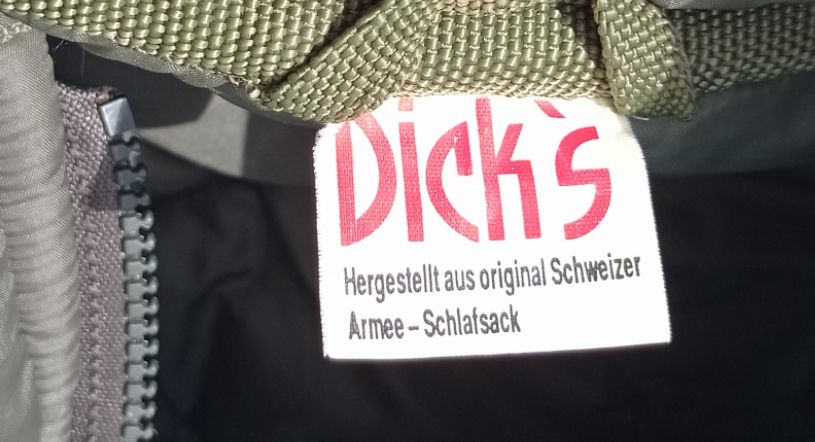 Dick's
Hergestellt aus original Schweizer
Armee – Schlafsack